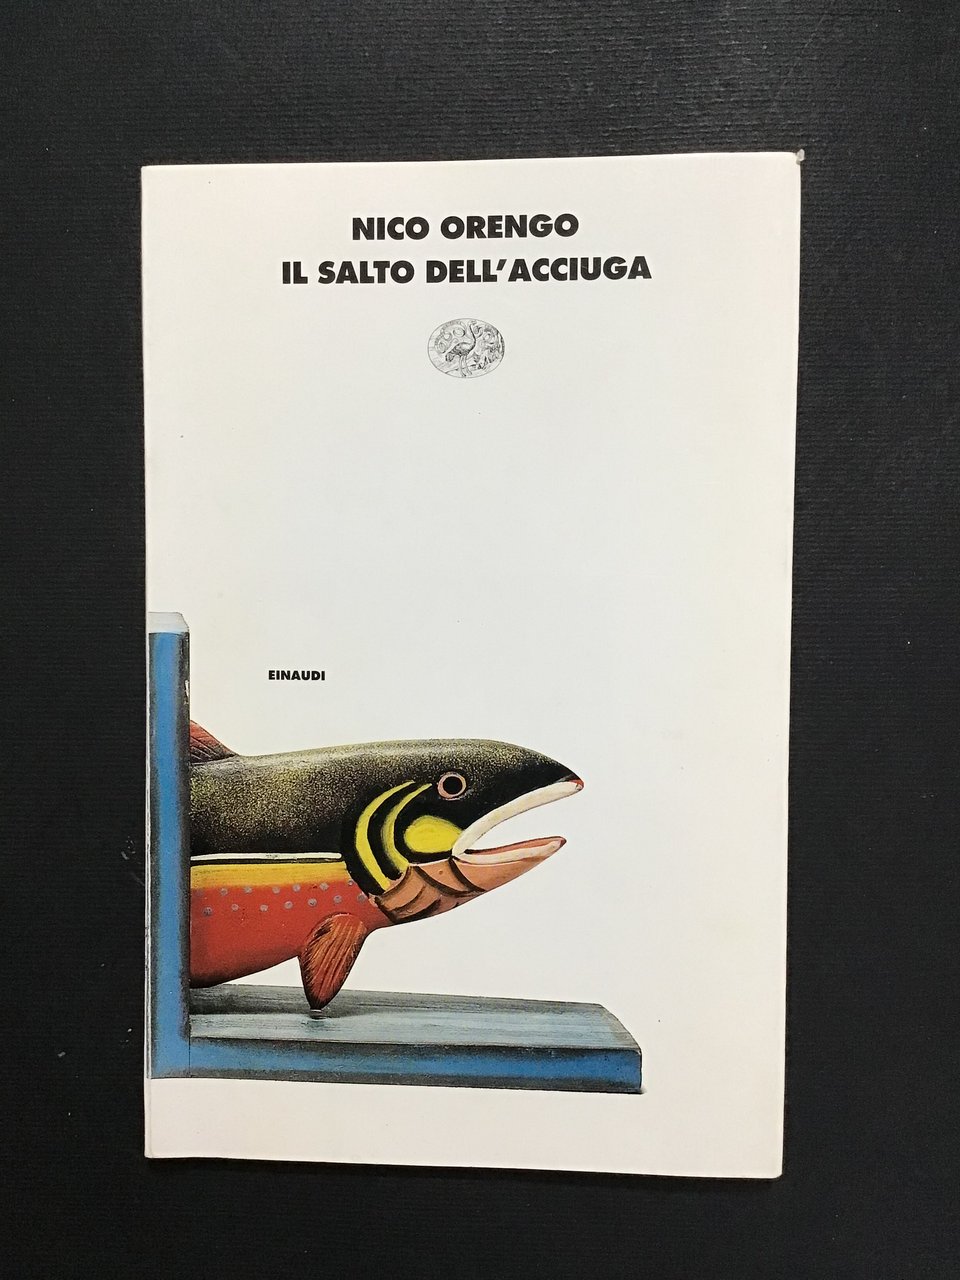 NICO ORENGO
IL SALTO DELL'ACCIUGA
EINAUDI